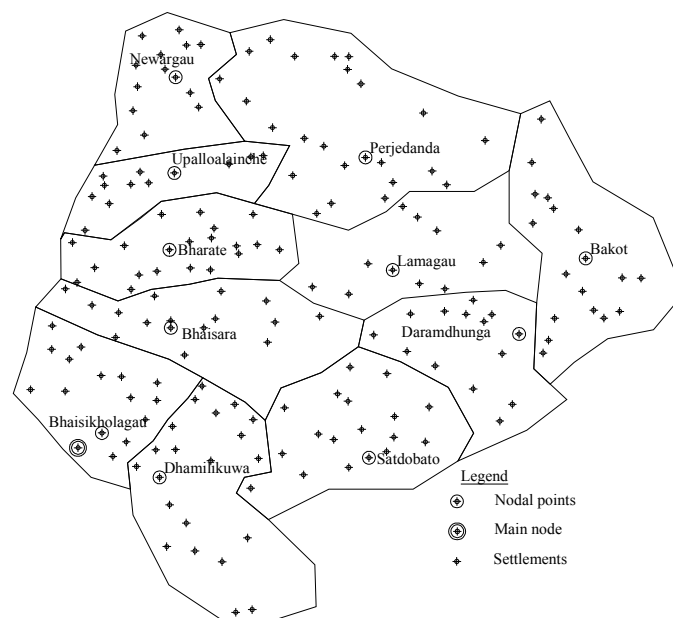 Newargau
Perjedanda
Upalloalainche
Bharate
Lamagau
Bakot
Bhaisara
Daramdhunga
Bhaisikholagau
Dhamilikuwa
Satdobato
Legend
Nodal points
Main node
Settlements